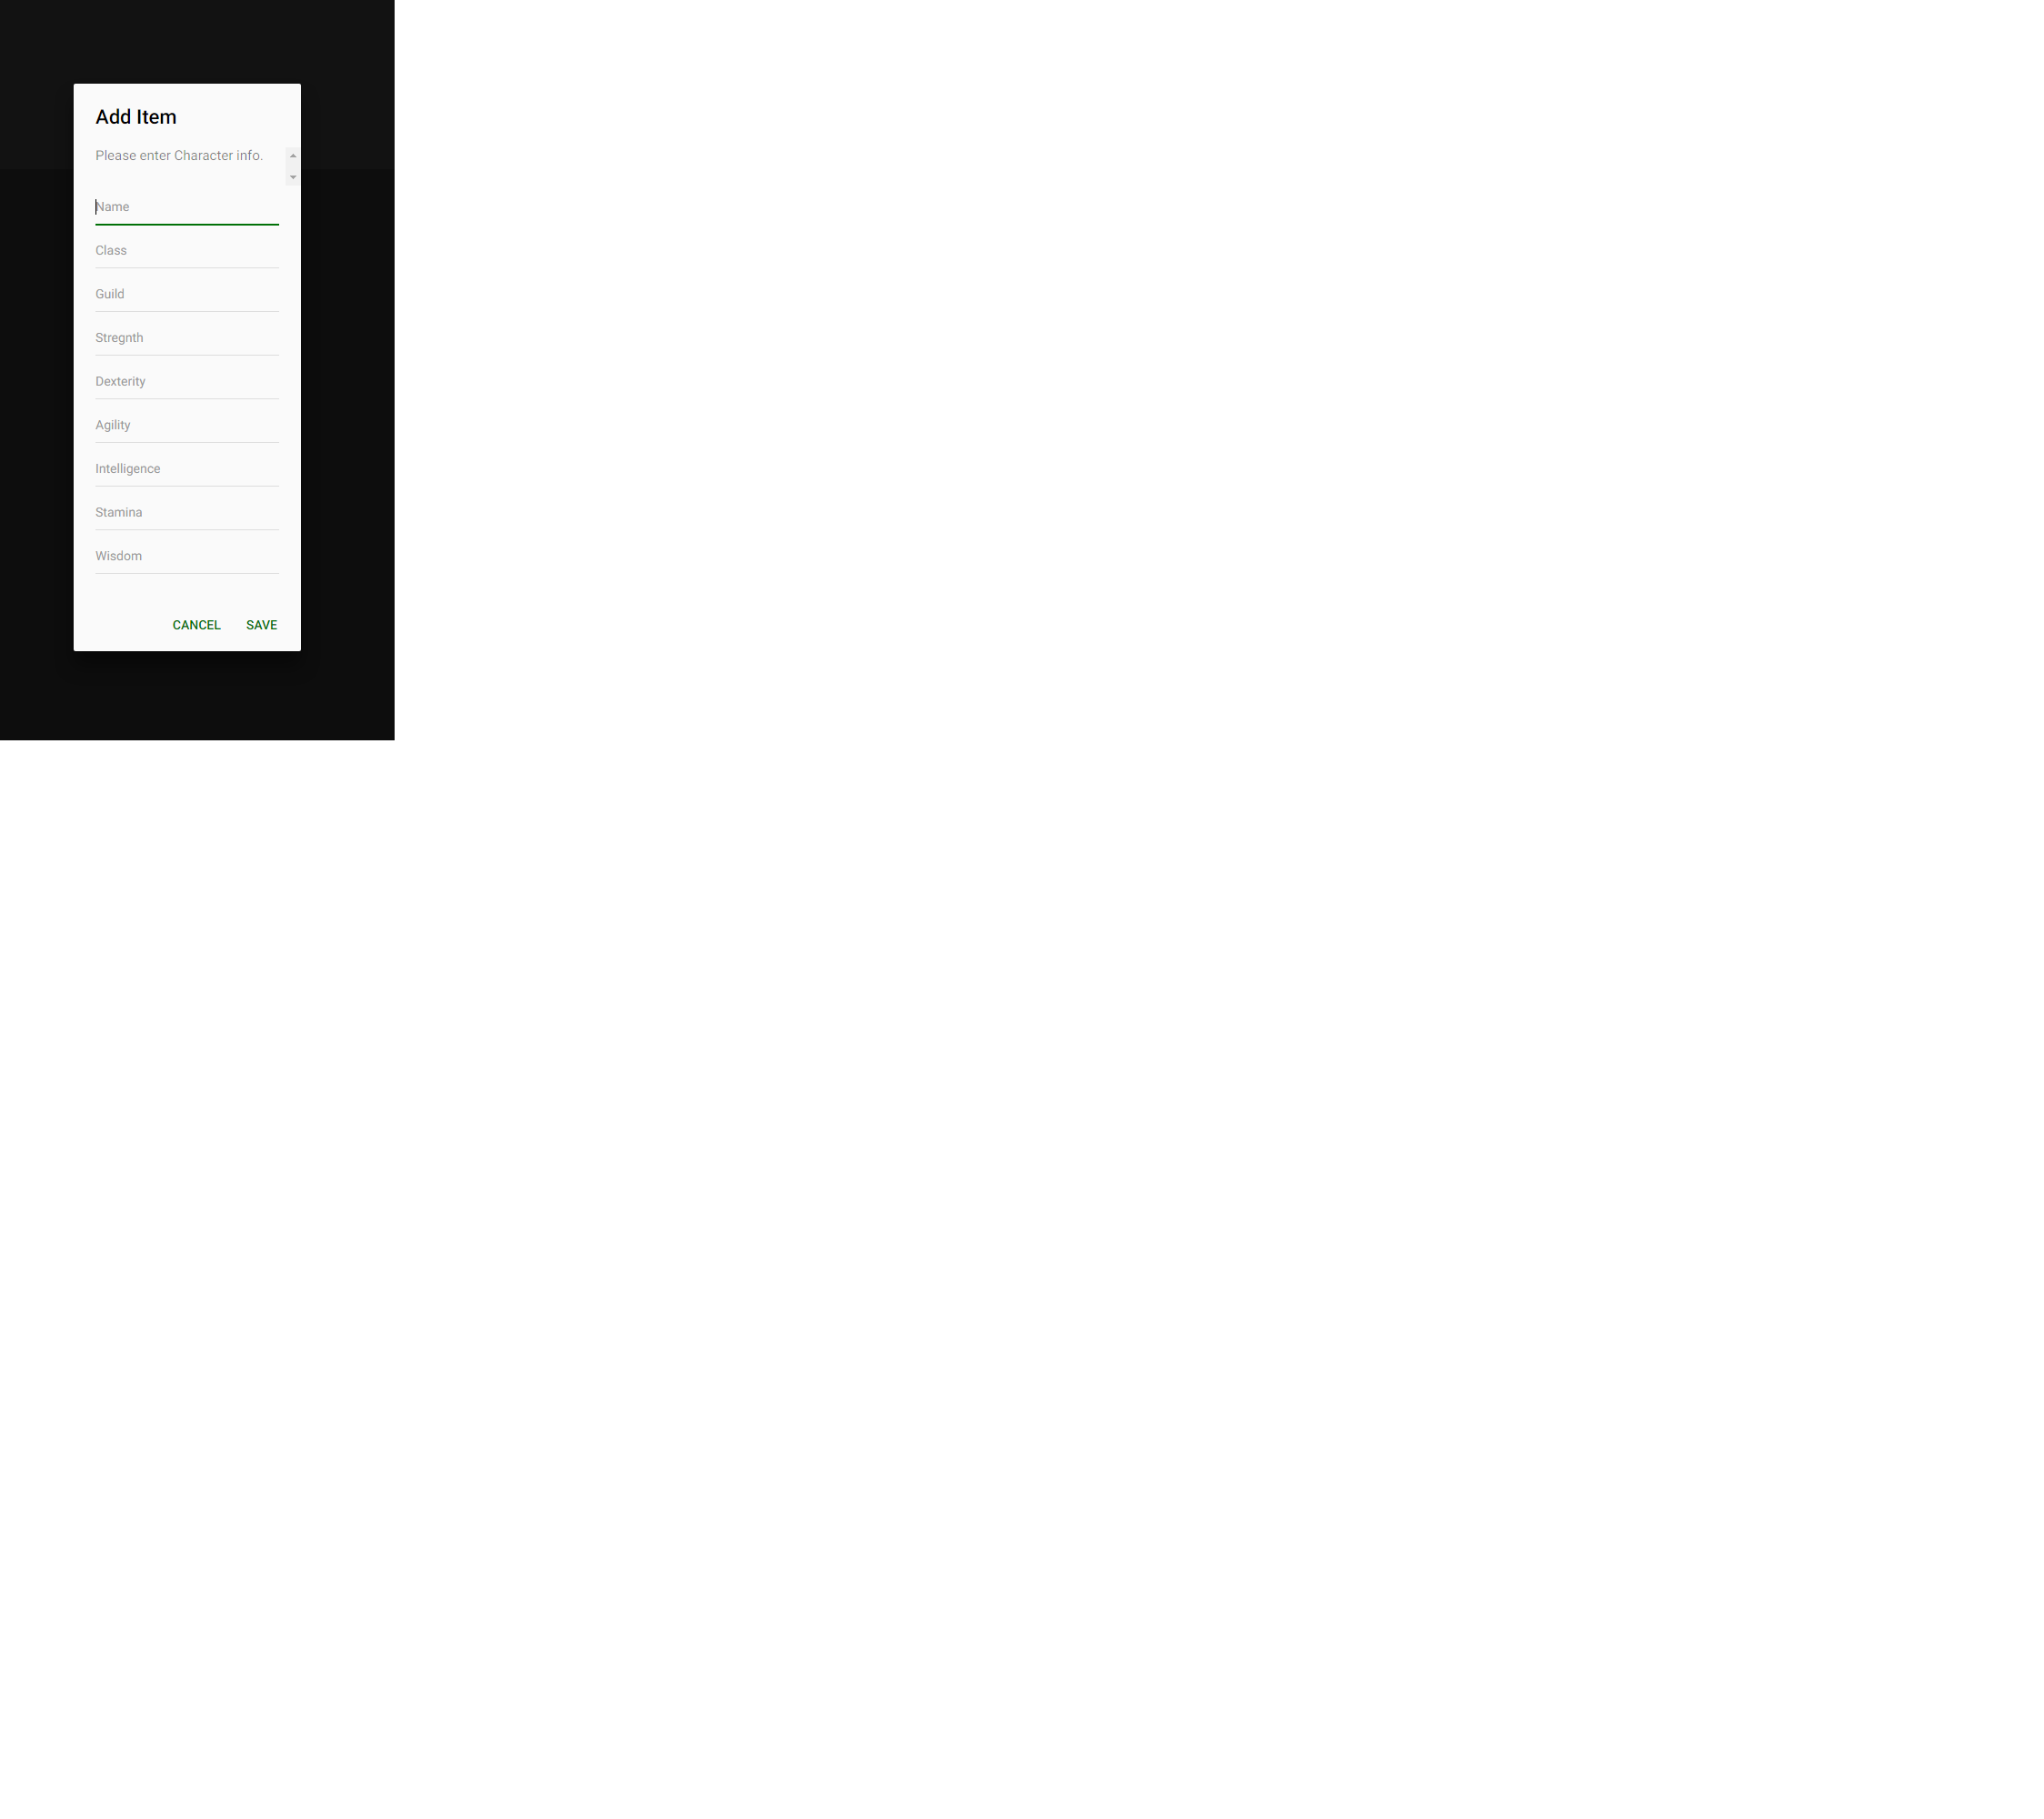 Add Item
Please enter Character info.
Name
Class
Guild
Stregnth
Dexterity
Agility
Intelligence
Stamina
Wisdom
CANCEL SAVE